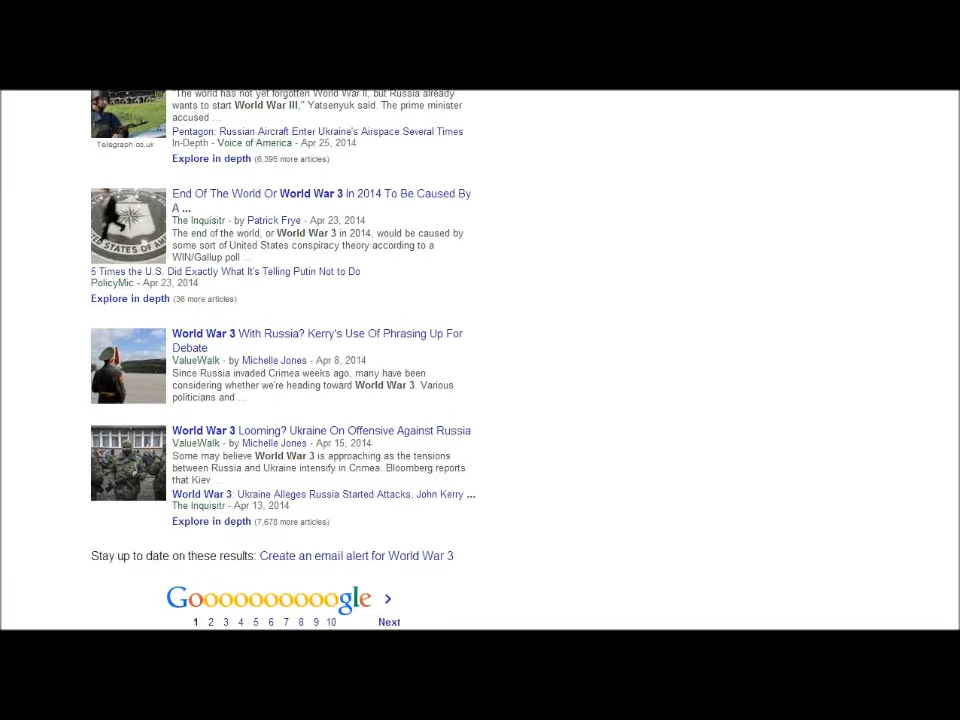 "The world has not yet forgotten World War II, but Russia already
wants to start World War III," Yatsenyuk said. The prime minister
accused ...
Telegraph.co.uk
Pentagon: Russian Aircraft Enter Ukraine's Airspace Several Times
In-Depth - Voice of America - Apr 25, 2014
Explore in depth (6,395 more articles)
End Of The World Or World War 3 In 2014 To Be Caused By
A ...
The Inquisitr - by Patrick Frye - Apr 23, 2014
The end of the world, or World War 3 in 2014, would be caused by
some sort of United States conspiracy theory according to a
WIN/Gallup poll ...
5 Times the U.S. Did Exactly What It's Telling Putin Not to Do
PolicyMic - Apr 23, 2014
Explore in depth (36 more articles)
World War 3 With Russia? Kerry's Use Of Phrasing Up For
Debate
ValueWalk - by Michelle Jones - Apr 8, 2014
Since Russia invaded Crimea weeks ago, many have been
considering whether we're heading toward World War 3. Various
politicians and ...
World War 3 Looming? Ukraine On Offensive Against Russia
ValueWalk - by Michelle Jones - Apr 15, 2014
Some may believe World War 3 is approaching as the tensions
between Russia and Ukraine intensify in Crimea. Bloomberg reports
that Kiev ...
World War 3: Ukraine Alleges Russia Started Attacks, John Kerry ...
The Inquisitr - Apr 13, 2014
Explore in depth (7,678 more articles)
Stay up to date on these results: Create an email alert for World War 3
Goooooooooogle >
1 2 3 4 5 6 7 8 9 10 Next